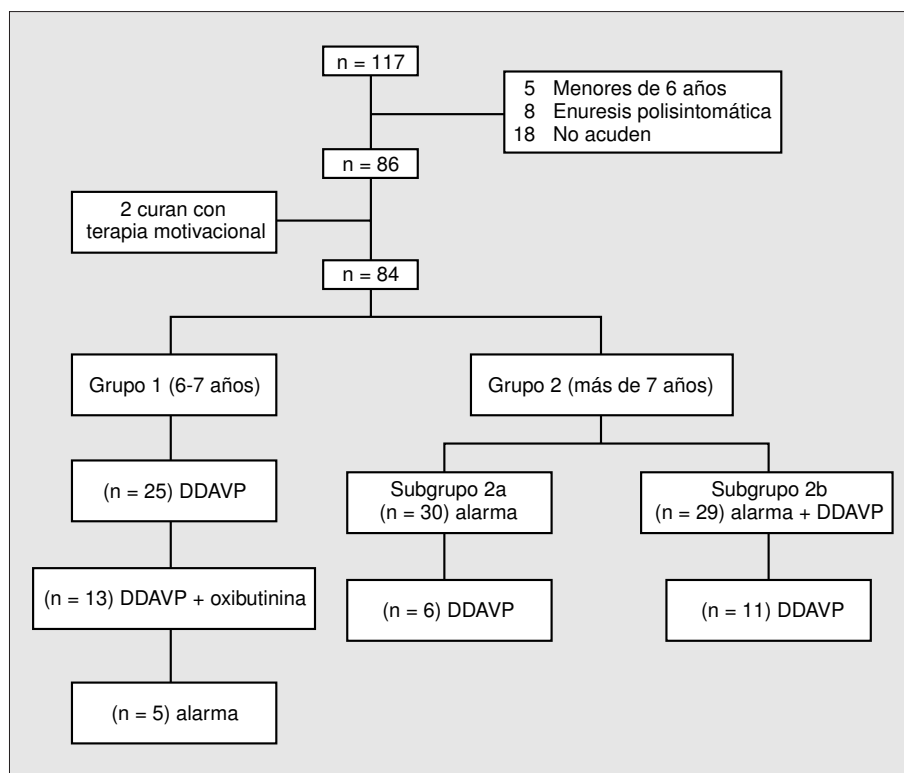 n = 117
5 Menores de 6 años
8 Enuresis polisintomática
18 No acuden
n = 86
2 curan con
terapia motivacional
n = 84
Grupo 1 (6-7 años)
Grupo 2 (más de 7 años)
(n = 25) DDAVP
Subgrupo 2a
(n = 30) alarma
Subgrupo 2b
(n = 29) alarma + DDAVP
(n = 13) DDAVP + oxibutinina
(n = 6) DDAVP
(n = 11) DDAVP
(n = 5) alarma